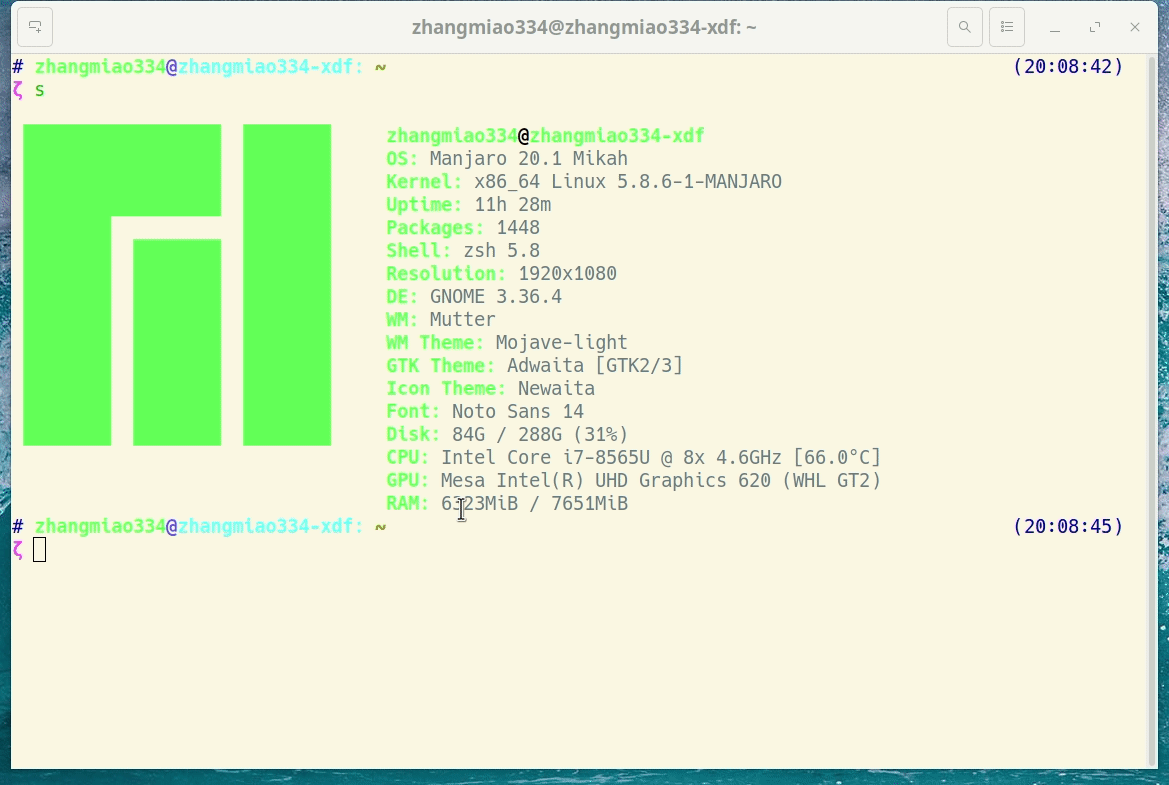 zhangmiao334@zhangmiao334-xdf: ~
# zhangmiao334@zhangmiao334-xdf: ~ (20:08:42)
ζ s
zhangmiao334@zhangmiao334-xdf
OS: Manjaro 20.1 Mikah
Kernel: x86_64 Linux 5.8.6-1-MANJARO
Uptime: 11h 28m
Packages: 1448
Shell: zsh 5.8
Resolution: 1920x1080
DE: GNOME 3.36.4
WM: Mutter
WM Theme: Mojave-light
GTK Theme: Adwaita [GTK2/3]
Icon Theme: Newaita
Font: Noto Sans 14
Disk: 84G / 288G (31%)
CPU: Intel Core i7-8565U @ 8x 4.6GHz [66.0°C]
GPU: Mesa Intel(R) UHD Graphics 620 (WHL GT2)
RAM: 6323MiB / 7651MiB
# zhangmiao334@zhangmiao334-xdf: ~ (20:08:45)
ζ